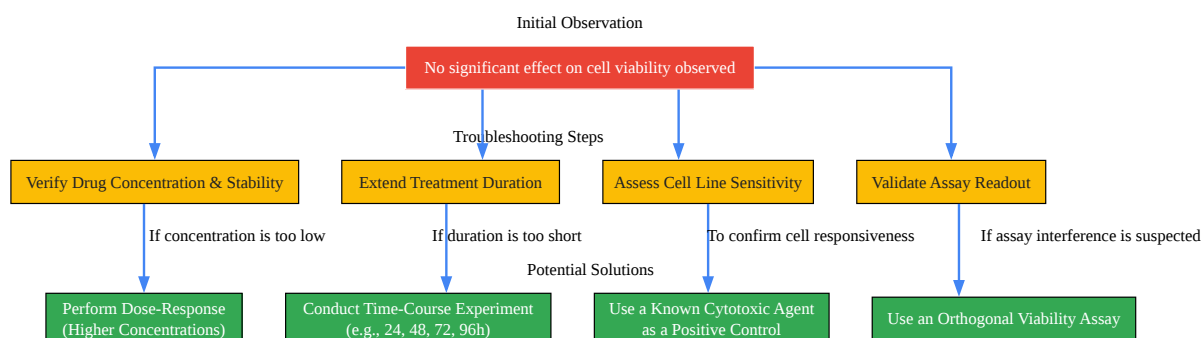 Initial Observation
No significant effect on cell viability observed
Troubleshooting Steps
Verify Drug Concentration & Stability
Extend Treatment Duration
Assess Cell Line Sensitivity
Validate Assay Readout
If concentration is too low
If duration is too short
To confirm cell responsiveness
If assay interference is suspected
Potential Solutions
Perform Dose-Response
(Higher Concentrations)
Conduct Time-Course Experiment
(e.g., 24, 48, 72, 96h)
Use a Known Cytotoxic Agent
as a Positive Control
Use an Orthogonal Viability Assay